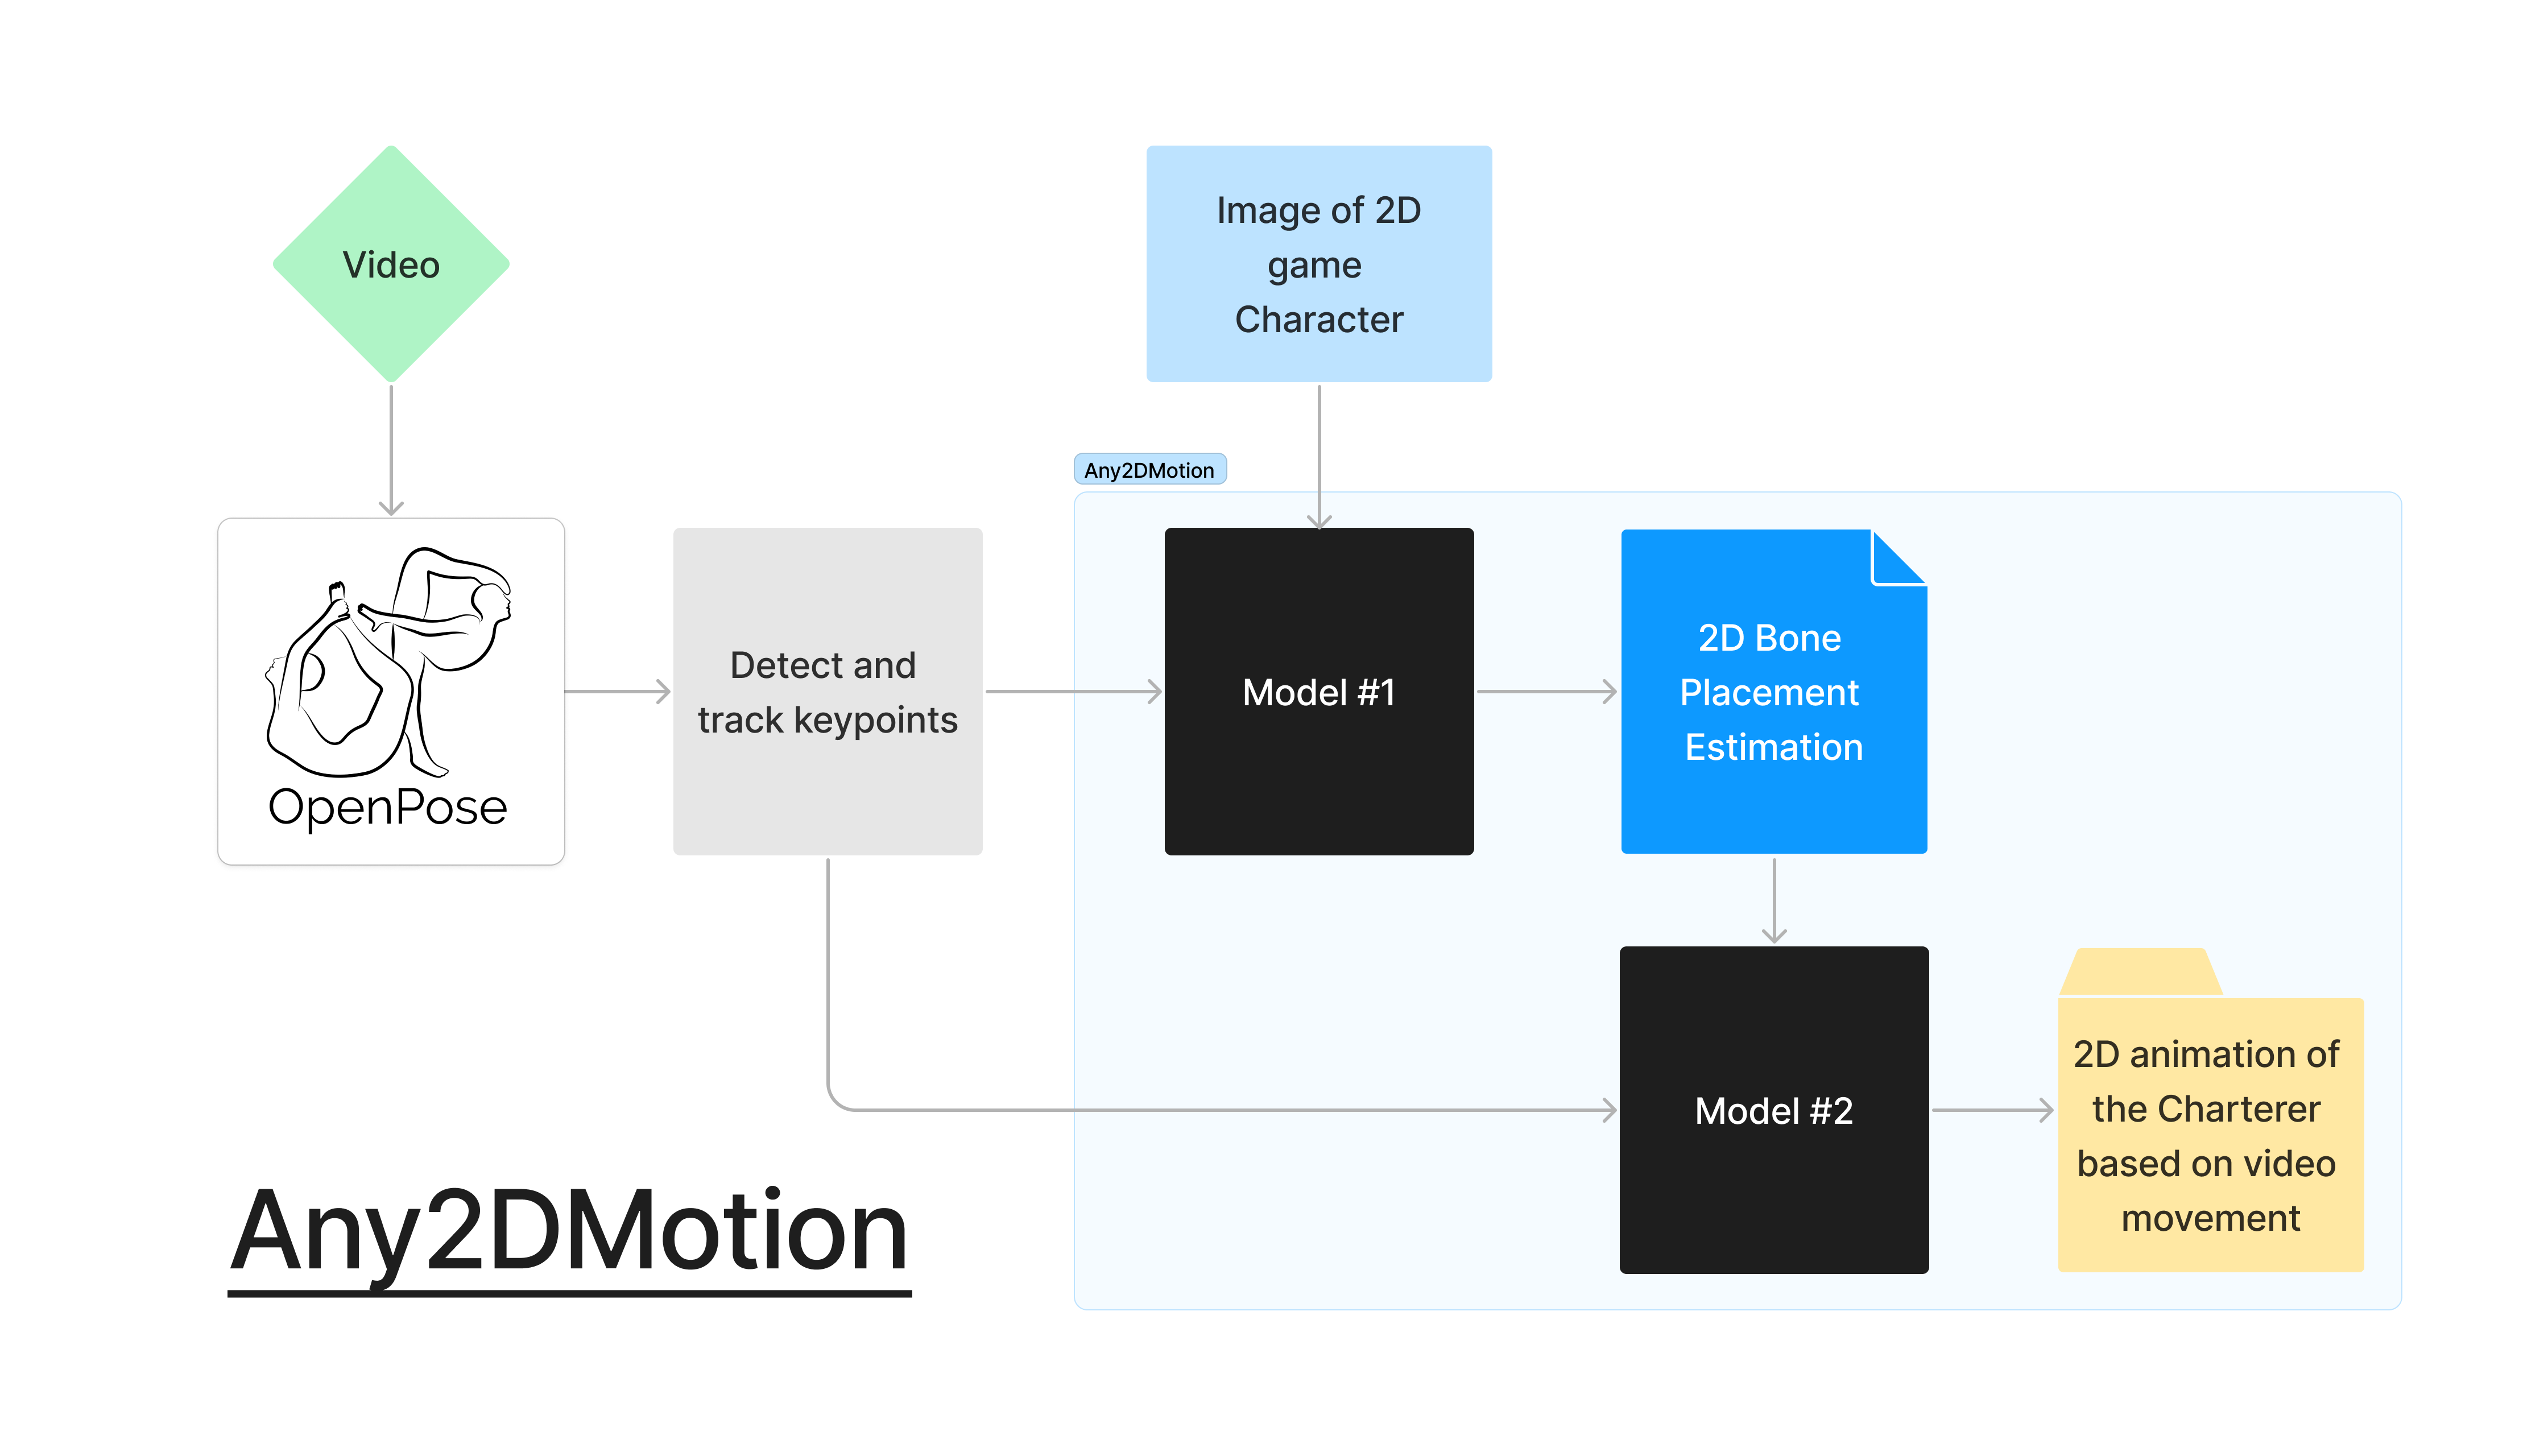 Video
Image of 2D
game
Character
Any2DMotion
OpenPose
Detect and
track keypoints
Model #1
2D Bone
Placement
Estimation
Model #2
2D animation of
the Charterer
based on video
movement
Any2DMotion